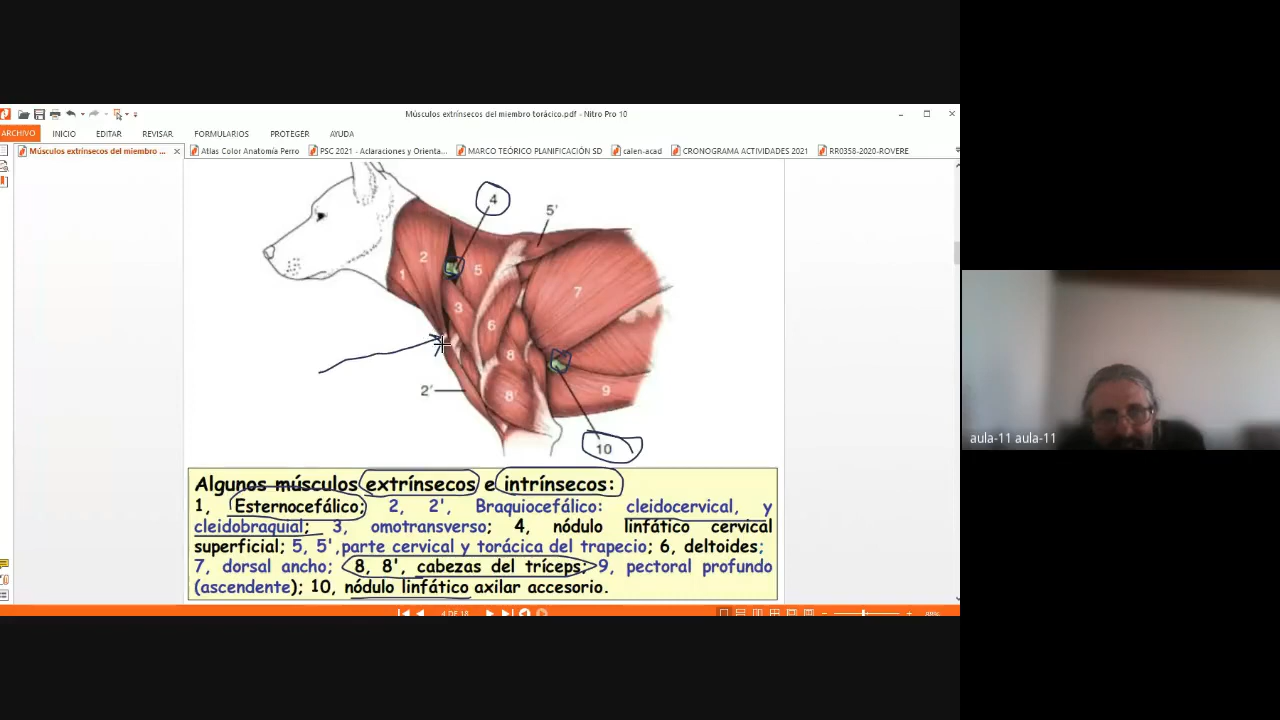 Músculos extrínsecos del miembro torácico.pdf - Nitro Pro 10
ARCHIVO INICIO EDITAR REVISAR FORMULARIOS PROTEGER AYUDA
Músculos extrínsecos del miembro ... Atlas Color Anatomía Perro PSC 2021 - Aclaraciones y Orienta... MARCO TEÓRICO PLANIFICACIÓN SD calen-acad CRONOGRAMA ACTIVIDADES 2021 RR0358-2020-ROVERE
4
5'
2
1
5
7
3
6
8
2'
8'
9
10
aula-11 aula-11
Algunos músculos extrínsecos e intrínsecos:
1, Esternocefálico; 2, 2', Braquiocefálico: cleidocervical, y
cleidobraquial; 3, omotransverso; 4, nódulo linfático cervical
superficial; 5, 5',parte cervical y torácica del trapecio; 6, deltoides;
7, dorsal ancho; 8, 8', cabezas del tríceps; 9, pectoral profundo
(ascendente); 10, nódulo linfático axilar accesorio.
4 DE 18